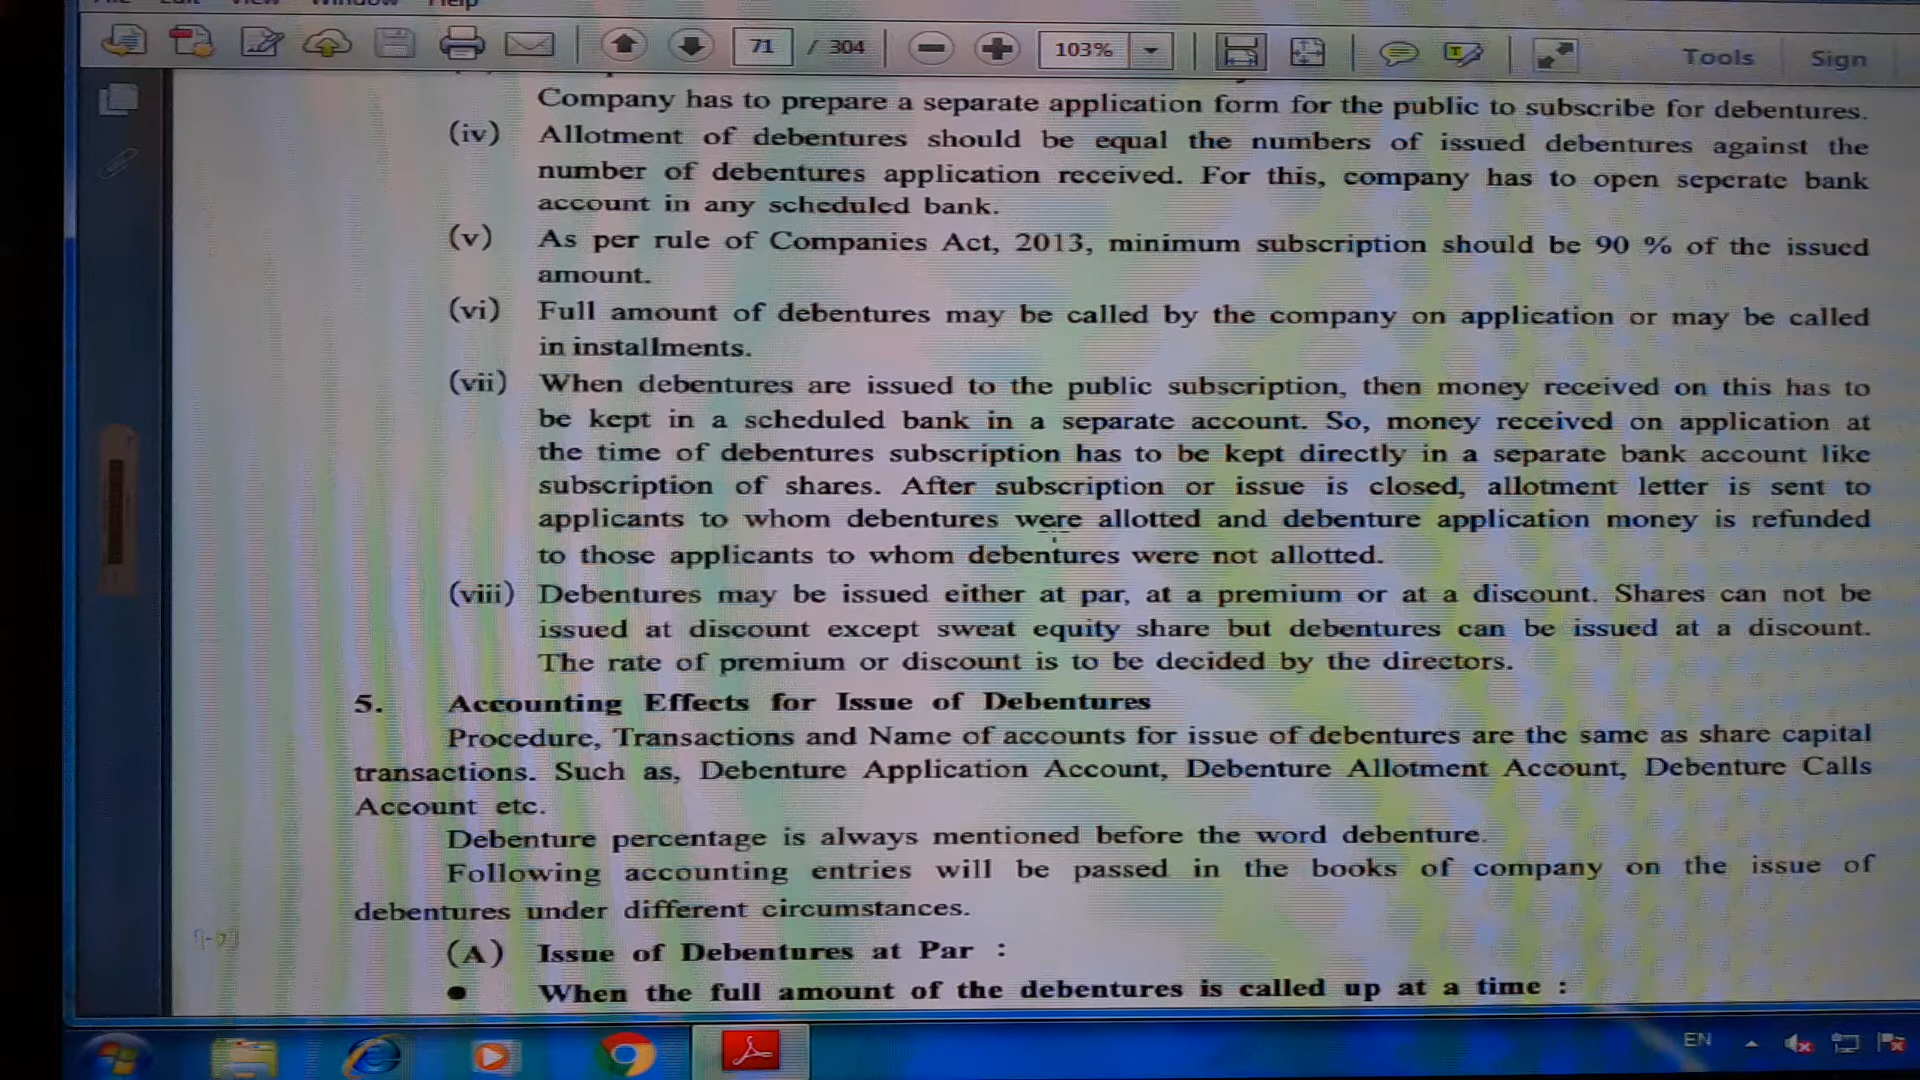 Window Help
71 / 304
103%
Tools
Sign
Company has to prepare a separate application form for the public to subscribe for debentures.
(iv) Allotment of debentures should be equal the numbers of issued debentures against the
number of debentures application received. For this, company has to open seperate bank
account in any scheduled bank.
(v) As per rule of Companies Act, 2013, minimum subscription should be 90 % of the issued
amount.
(vi) Full amount of debentures may be called by the company on application or may be called
in installments.
(vii) When debentures are issued to the public subscription, then money received on this has to
be kept in a scheduled bank in a separate account. So, money received on application at
the time of debentures subscription has to be kept directly in a separate bank account like
subscription of shares. After subscription or issue is closed, allotment letter is sent to
applicants to whom debentures were allotted and debenture application money is refunded
to those applicants to whom debentures were not allotted.
(viii) Debentures may be issued either at par, at a premium or at a discount. Shares can not be
issued at discount except sweat equity share but debentures can be issued at a discount.
The rate of premium or discount is to be decided by the directors.
5. Accounting Effects for Issue of Debentures
Procedure, Transactions and Name of accounts for issue of debentures are the same as share capital
transactions. Such as, Debenture Application Account, Debenture Allotment Account, Debenture Calls
Account etc.
Debenture percentage is always mentioned before the word debenture.
Following accounting entries will be passed in the books of company on the issue of
debentures under different circumstances.
(A) Issue of Debentures at Par :
● When the full amount of the debentures is called up at a time :
EN